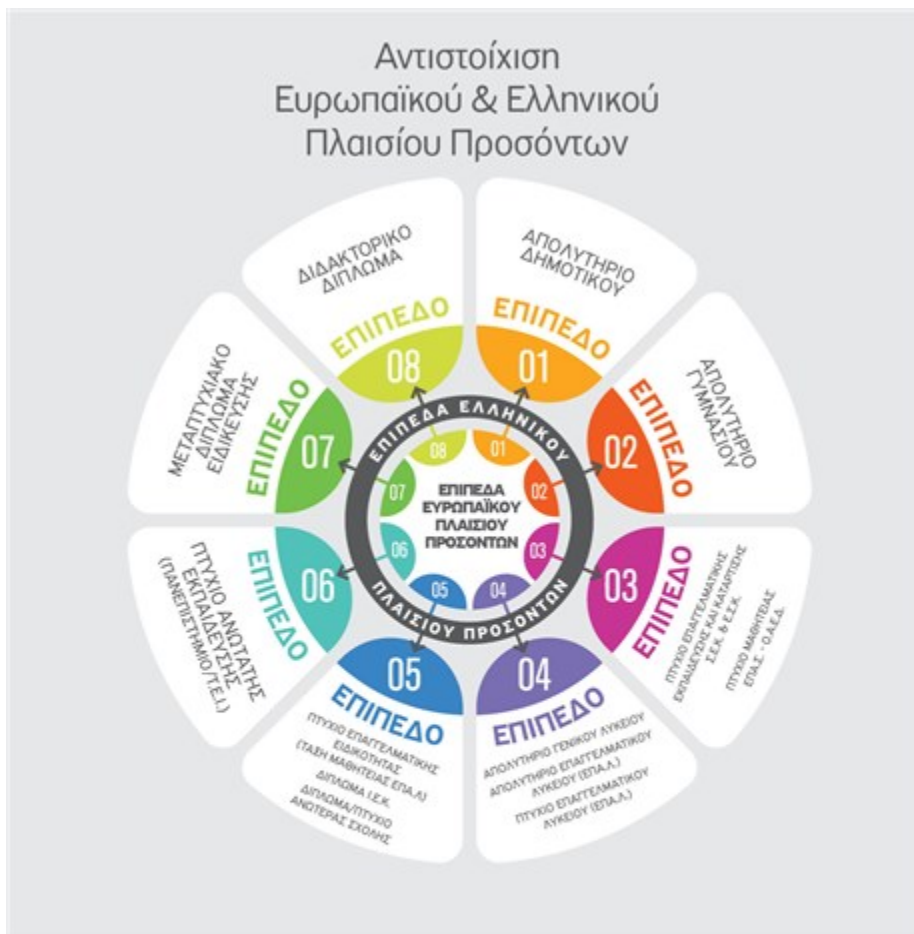 Αντιστοίχιση
Ευρωπαϊκού & Ελληνικού
Πλαισίου Προσόντων
ΑΠΟΛΥΤΗΡΙΟ
ΔΗΜΟΤΙΚΟΥ
ΕΠΙΠΕΔΟ
01
ΑΠΟΛΥΤΗΡΙΟ
ΓΥΜΝΑΣΙΟΥ
ΕΠΙΠΕΔΟ
02
ΕΠΙΠΕΔΟ
03
ΠΤΥΧΙΟ ΕΠΑΓΓΕΛΜΑΤΙΚΗΣ
ΕΚΠΑΙΔΕΥΣΗΣ ΚΑΙ ΚΑΤΑΡΤΙΣΗΣ
Σ.Ε.Κ. & Ε.Σ.Κ.
ΠΤΥΧΙΟ ΜΑΘΗΤΕΙΑΣ
ΕΠΑ.Σ. - Ο.Α.Ε.Δ.
04
ΕΠΙΠΕΔΟ
ΑΠΟΛΥΤΗΡΙΟ ΓΕΝΙΚΟΥ ΛΥΚΕΙΟΥ
ΑΠΟΛΥΤΗΡΙΟ ΕΠΑΓΓΕΛΜΑΤΙΚΟΥ
ΛΥΚΕΙΟΥ (ΕΠΑ.Λ.)
ΠΤΥΧΙΟ ΕΠΑΓΓΕΛΜΑΤΙΚΟΥ
ΛΥΚΕΙΟΥ (ΕΠΑ.Λ.)
05
ΕΠΙΠΕΔΟ
ΠΤΥΧΙΟ ΕΠΑΓΓΕΛΜΑΤΙΚΗΣ
ΕΙΔΙΚΟΤΗΤΑΣ
(ΤΑΞΗ ΜΑΘΗΤΕΙΑΣ ΕΠΑ.Λ)
ΔΙΠΛΩΜΑ Ι.Ε.Κ.
ΔΙΠΛΩΜΑ/ΠΤΥΧΙΟ
ΑΝΩΤΕΡΑΣ ΣΧΟΛΗΣ
06
ΕΠΙΠΕΔΟ
ΠΤΥΧΙΟ ΑΝΩΤΑΤΗΣ
ΕΚΠΑΙΔΕΥΣΗΣ
(ΠΑΝΕΠΙΣΤΗΜΙΟ/Τ.Ε.Ι.)
07
ΕΠΙΠΕΔΟ
ΜΕΤΑΠΤΥΧΙΑΚΟ
ΔΙΠΛΩΜΑ
ΕΙΔΙΚΕΥΣΗΣ
ΔΙΔΑΚΤΟΡΙΚΟ
ΔΙΠΛΩΜΑ
ΕΠΙΠΕΔΟ
08
ΕΠΙΠΕΔΑ ΕΛΛΗΝΙΚΟΥ
ΠΛΑΙΣΙΟΥ ΠΡΟΣΟΝΤΩΝ
01
02
03
04
05
06
07
08
ΕΠΙΠΕΔΑ
ΕΥΡΩΠΑΪΚΟΥ
ΠΛΑΙΣΙΟΥ
ΠΡΟΣΟΝΤΩΝ